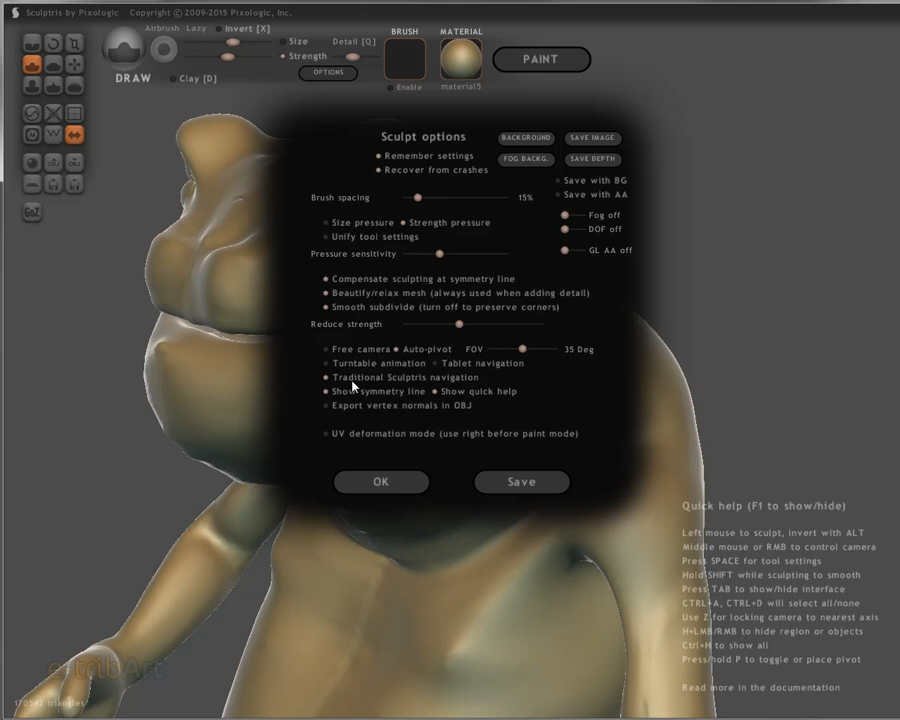 Sculptris by Pixologic Copyright © 2009-2015 Pixologic, Inc.
Airbrush Lazy Invert [X]
Size Detail [Q]
Strength
OPTIONS
DRAW Clay [D]
BRUSH
Enable
MATERIAL
material5
PAINT
GoZ
Sculpt options
BACKGROUND SAVE IMAGE
Remember settings
FOG BACKG. SAVE DEPTH
Recover from crashes
Save with BG
Save with AA
Brush spacing 15%
Fog off
Size pressure Strength pressure
DOF off
Unify tool settings
GL AA off
Pressure sensitivity
Compensate sculpting at symmetry line
Beautify/relax mesh (always used when adding detail)
Smooth subdivide (turn off to preserve corners)
Reduce strength
Free camera Auto-pivot FOV 35 Deg
Turntable animation Tablet navigation
Traditional Sculptris navigation
Show symmetry line Show quick help
Export vertex normals in OBJ
UV deformation mode (use right before paint mode)
OK Save
Quick help (F1 to show/hide)
Left mouse to sculpt, invert with ALT
Middle mouse or RMB to control camera
Press SPACE for tool settings
Hold SHIFT while sculpting to smooth
Press TAB to show/hide interface
CTRL+A, CTRL+D will select all/none
Use Z for locking camera to nearest axis
H+LMB/RMB to hide region or objects
Ctrl+H to show all
Press/hold P to toggle or place pivot
Read more in the documentation
triangles